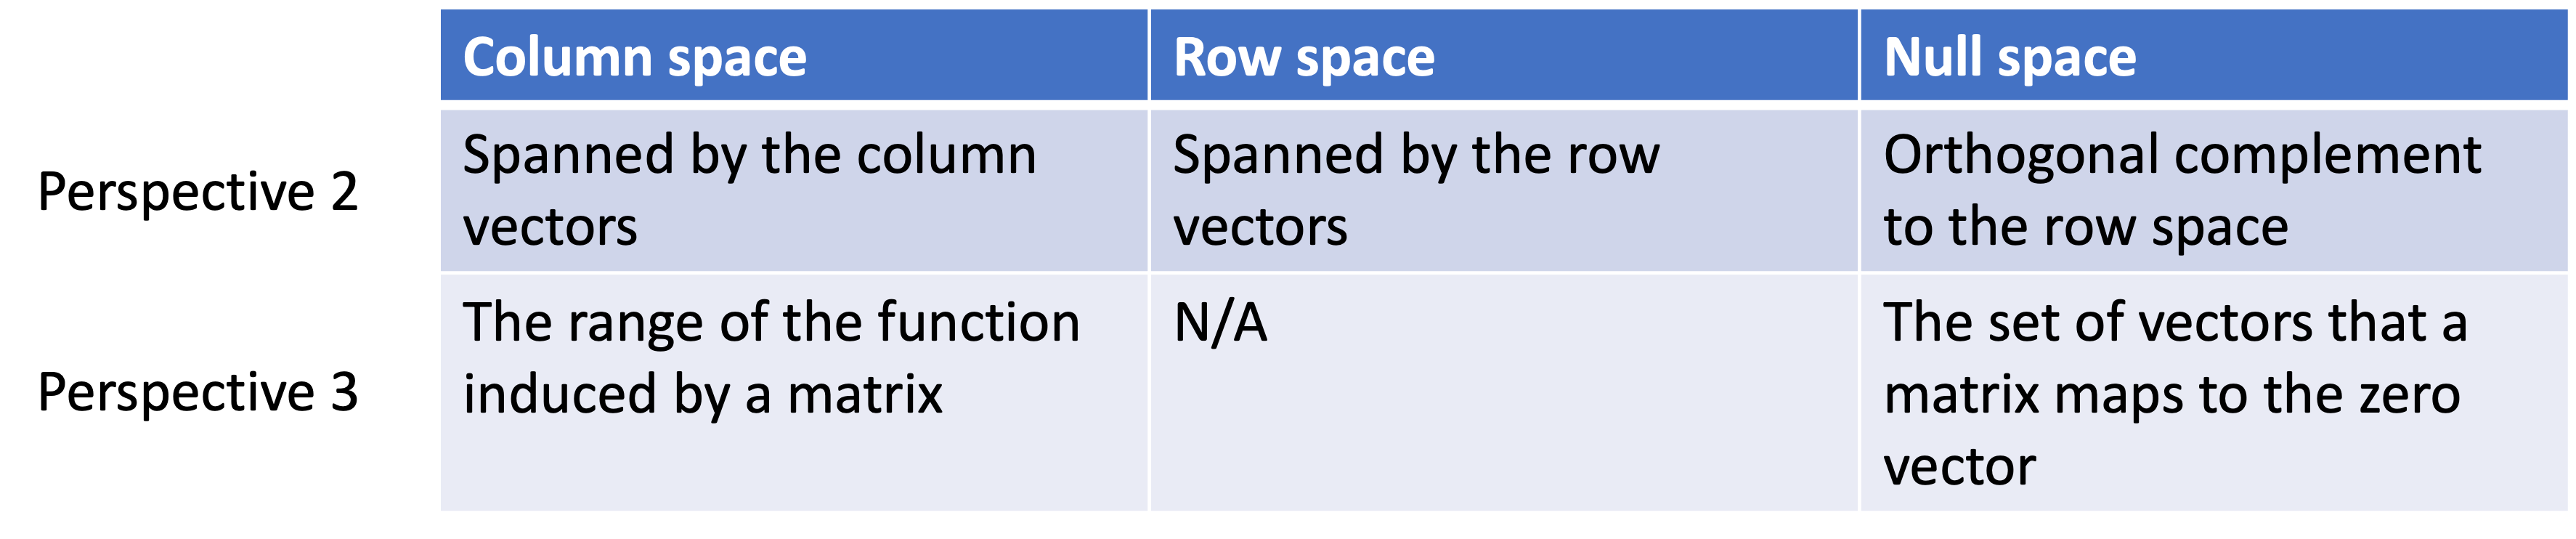 Column space
Row space
Null space
Perspective 2
Spanned by the column
vectors
Spanned by the row
vectors
Orthogonal complement
to the row space
Perspective 3
The range of the function
induced by a matrix
N/A
The set of vectors that a
matrix maps to the zero
vector